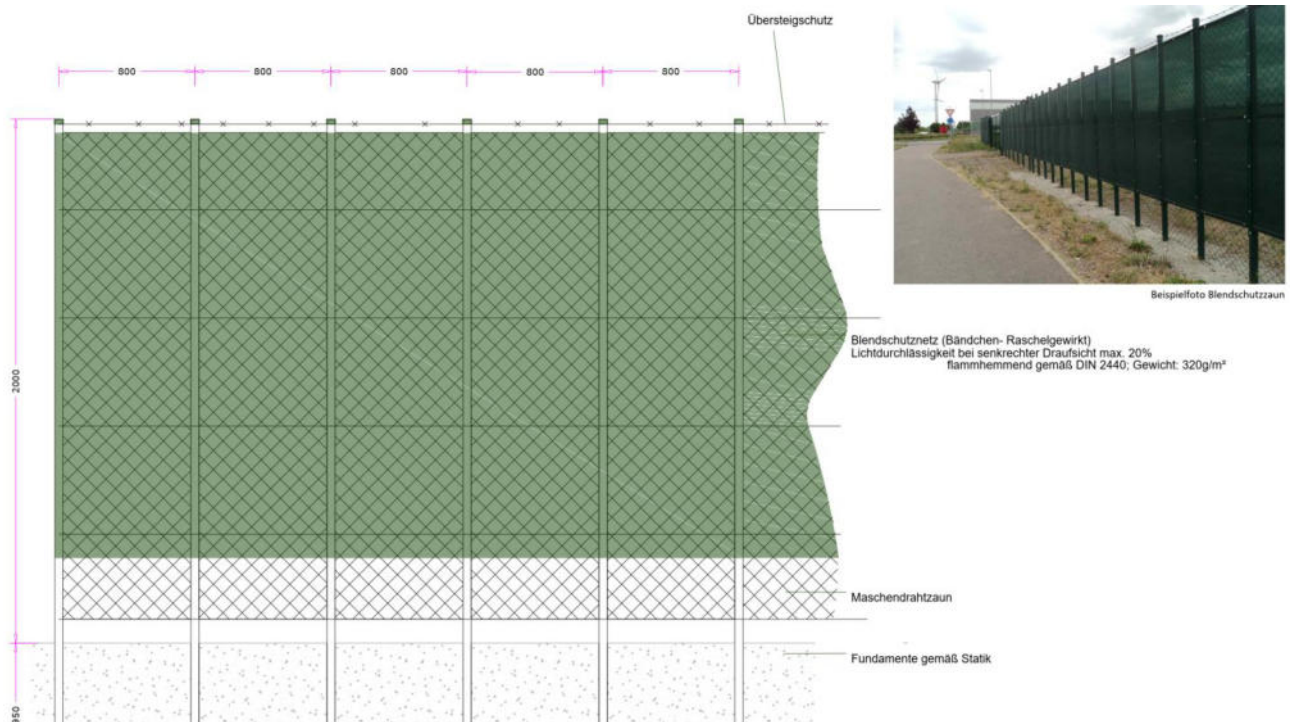 Übersteigschutz
800 800 800 800 800
Beispielfoto Blendschutzzaun
2000
Blendschutznetz (Bändchen- Raschelgewirkt)
Lichtdurchlässigkeit bei senkrechter Draufsicht max. 20%
flammhemmend gemäß DIN 2440; Gewicht: 320g/m²
Maschendrahtzaun
Fundamente gemäß Statik
950